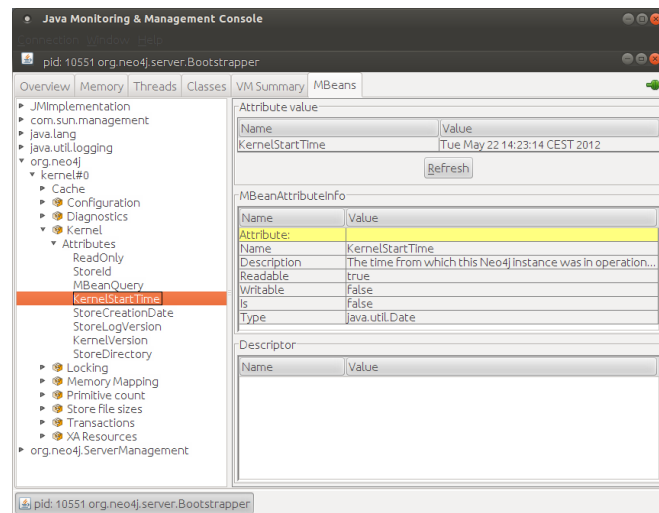 Java Monitoring & Management Console
Connection Window Help
pid: 10551 org.neo4j.server.Bootstrapper
Overview Memory Threads Classes VM Summary MBeans
JMImplementation
com.sun.management
java.lang
java.util.logging
org.neo4j
kernel#0
Cache
Configuration
Diagnostics
Kernel
Attributes
ReadOnly
StoreId
MBeanQuery
KernelStartTime
StoreCreationDate
StoreLogVersion
KernelVersion
StoreDirectory
Locking
Memory Mapping
Primitive count
Store file sizes
Transactions
XA Resources
org.neo4j.ServerManagement
Attribute value
Name Value
KernelStartTime Tue May 22 14:23:14 CEST 2012
Refresh
MBeanAttributeInfo
Name Value
Attribute:
Name KernelStartTime
Description The time from which this Neo4j instance was in operation...
Readable true
Writable false
Is false
Type java.util.Date
Descriptor
Name Value
pid: 10551 org.neo4j.server.Bootstrapper